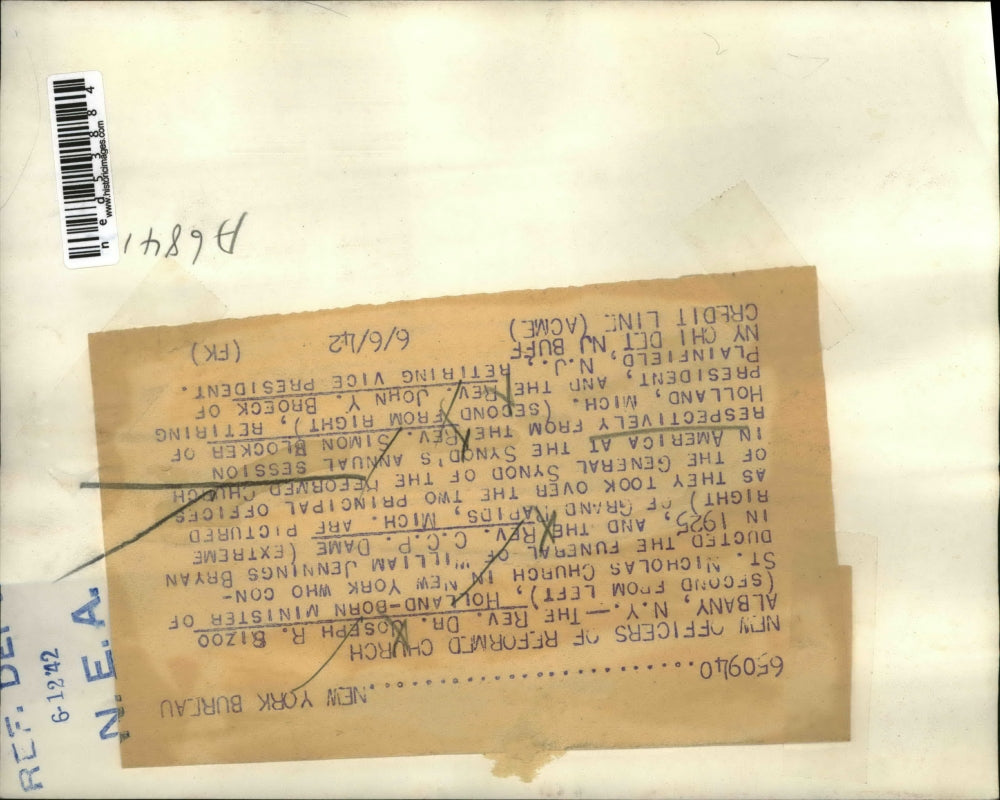 650940....................NEW YORK BUREAU
NEW OFFICERS OF REFORMED CHURCH
ALBANY, N.Y.—THE REV. DR. JOSEPH R. SIZOO
(SECOND FROM LEFT), HOLLAND-BORN MINISTER OF
ST. NICHOLAS CHURCH IN NEW YORK WHO CON-
DUCTED THE FUNERAL OF WILLIAM JENNINGS BRYAN
IN 1925, AND THE REV. C.C.P. DAME (EXTREME
RIGHT) OF GRAND RAPIDS, MICH. ARE PICTURED
AS THEY TOOK OVER THE TWO PRINCIPAL OFFICES
OF THE GENERAL SYNOD OF THE REFORMED CHURCH
IN AMERICA AT THE SYNOD'S ANNUAL SESSION
RESPECTIVELY FROM THE REV. SIMON BLOCKER OF
HOLLAND, MICH. (SECOND FROM RIGHT), RETIRING
PRESIDENT, AND THE REV. JOHN Y. BROECK OF
PLAINFIELD, N.J., RETIRING VICE PRESIDENT.
NY CHI DET NJ BUFF
CREDIT LINE (ACME) 6/6/42 (FK)
A6841
ned53884
www.historicimages.com
REF. DE
6-12-42
N. E. A.